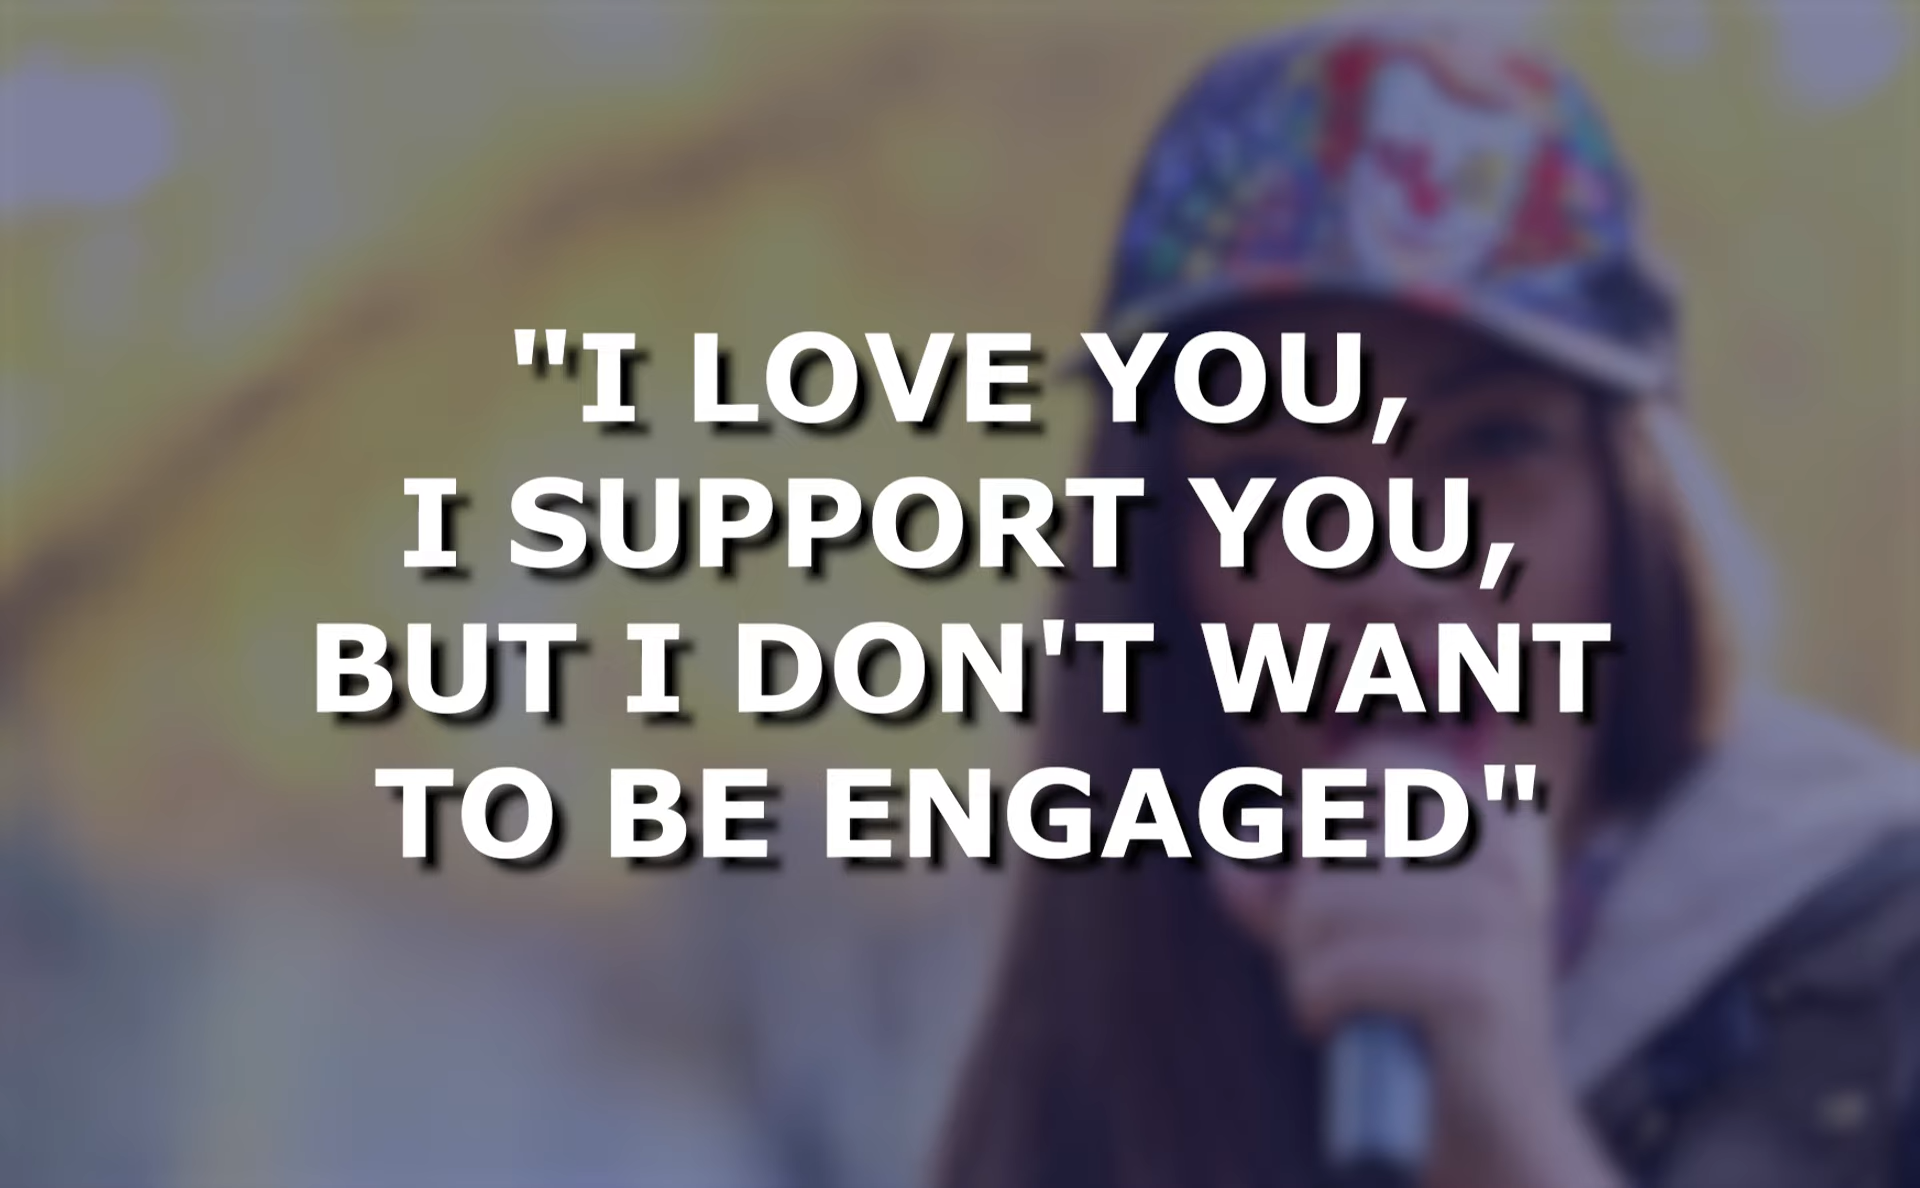 "I LOVE YOU,
I SUPPORT YOU,
BUT I DON'T WANT
TO BE ENGAGED"